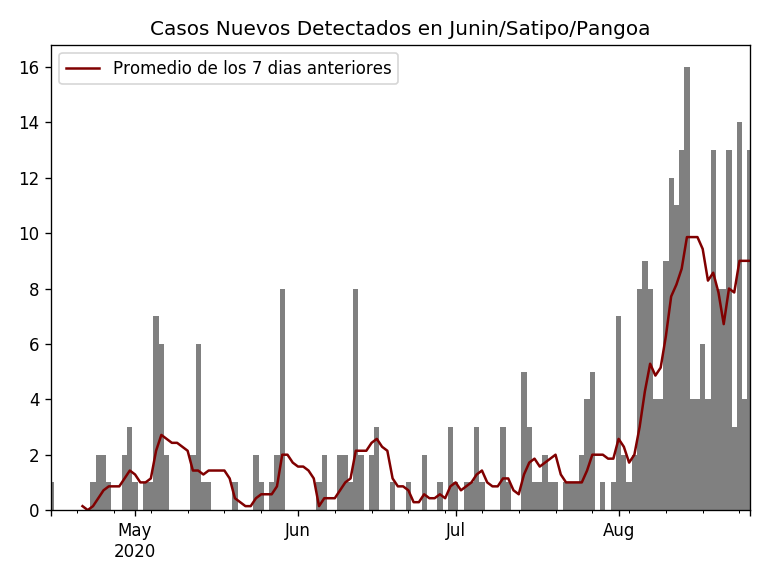 Casos Nuevos Detectados en Junin/Satipo/Pangoa
Promedio de los 7 dias anteriores
16
14
12
10
8
6
4
2
0
May
2020
Jun
Jul
Aug